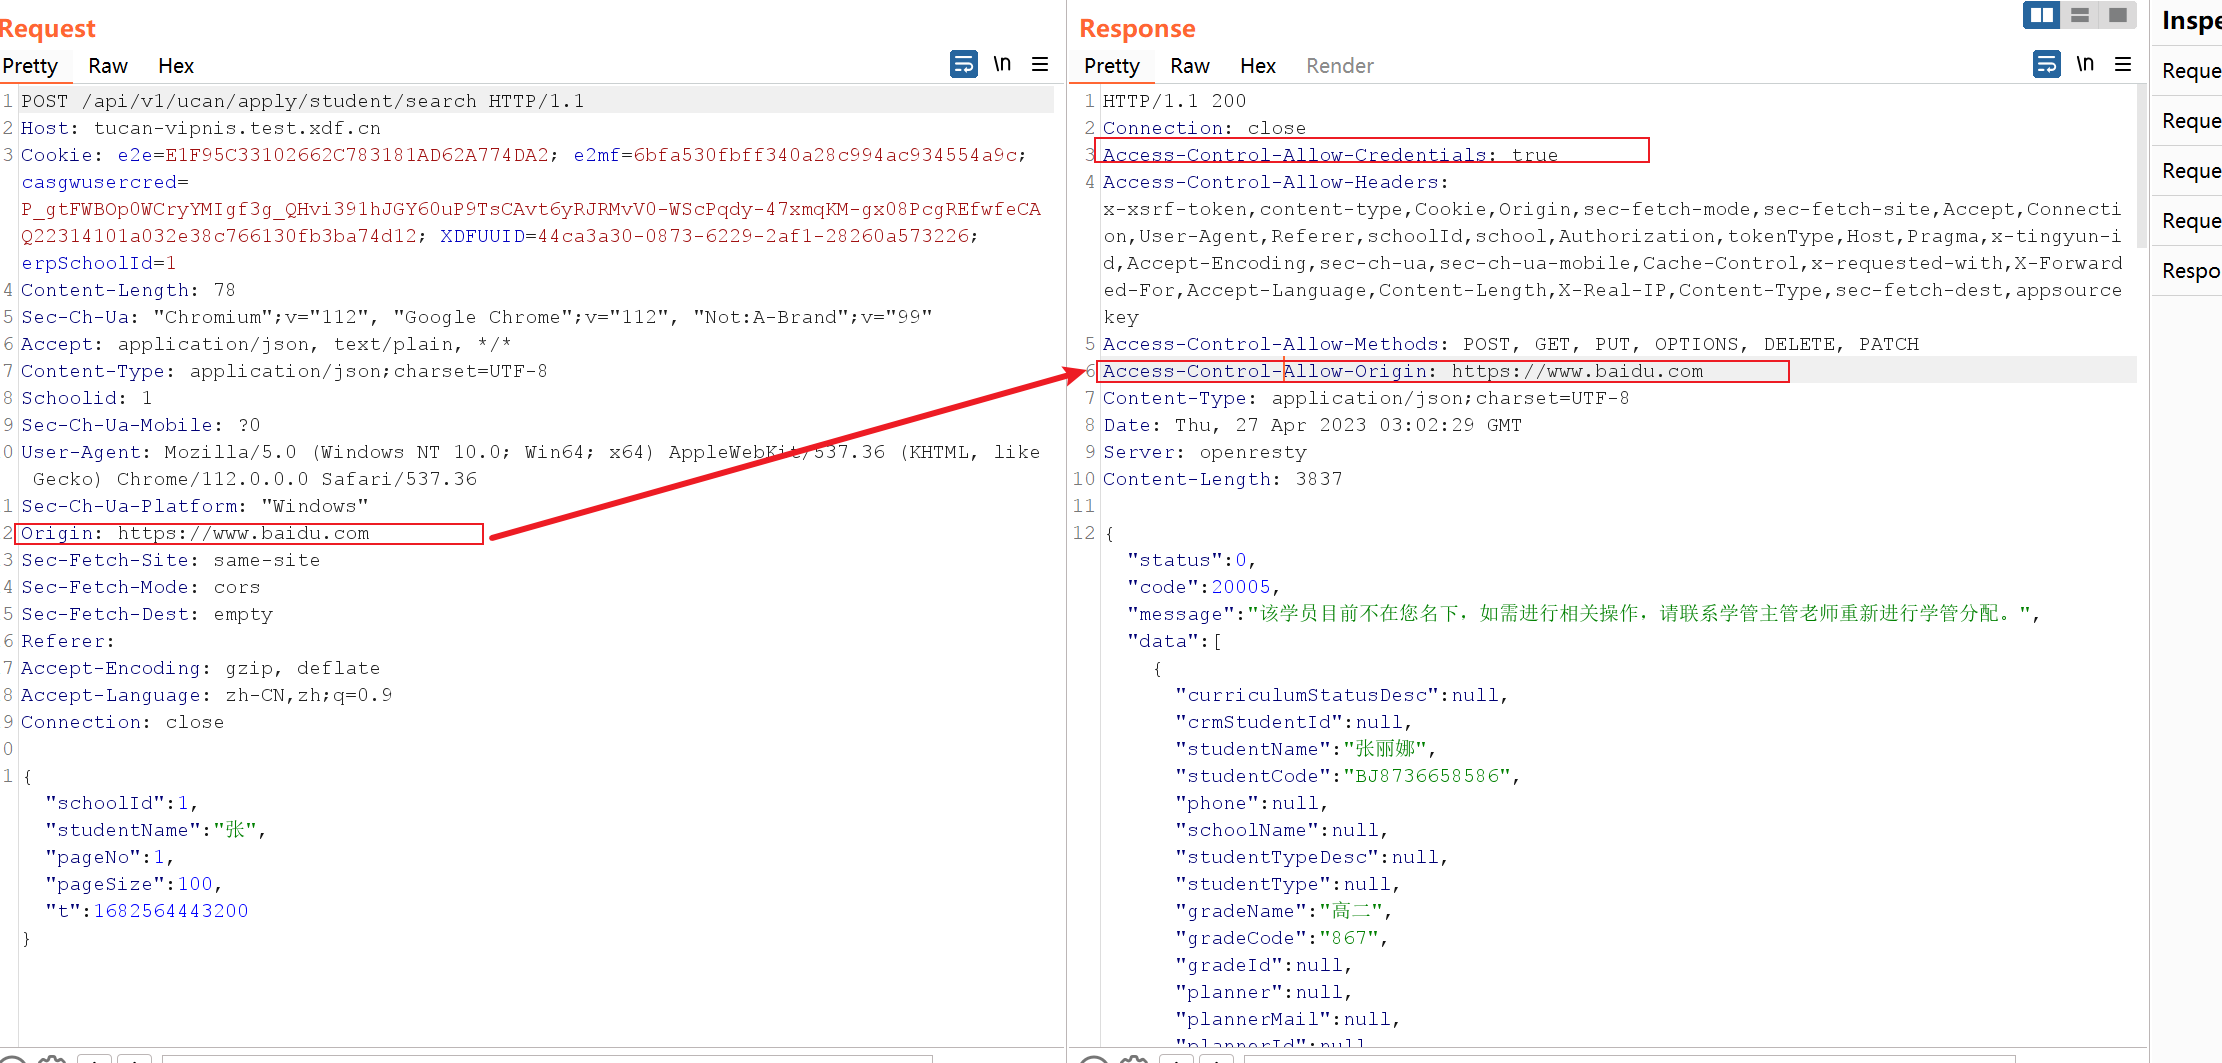 Request
Pretty Raw Hex \n
1 POST /api/v1/ucan/apply/student/search HTTP/1.1
2 Host: tucan-vipnis.test.xdf.cn
3 Cookie: e2e=E1F95C33102662C783181AD62A774DA2; e2mf=6bfa530fbff340a28c994ac934554a9c;
casgwusercred=
P_gtFWBOp0WCryYMIgf3g_QHvi391hJGY60uP9TsCAvt6yRJRMvV0-WScPqdy-47xmqKM-gx08PcgREfwfeCA
Q22314101a032e38c766130fb3ba74d12; XDFUUID=44ca3a30-0873-6229-2af1-28260a573226;
erpSchoolId=1
4 Content-Length: 78
5 Sec-Ch-Ua: "Chromium";v="112", "Google Chrome";v="112", "Not:A-Brand";v="99"
6 Accept: application/json, text/plain, */*
7 Content-Type: application/json;charset=UTF-8
8 Schoolid: 1
9 Sec-Ch-Ua-Mobile: ?0
0 User-Agent: Mozilla/5.0 (Windows NT 10.0; Win64; x64) AppleWebKit/537.36 (KHTML, like
Gecko) Chrome/112.0.0.0 Safari/537.36
1 Sec-Ch-Ua-Platform: "Windows"
2 Origin: https://www.baidu.com
3 Sec-Fetch-Site: same-site
4 Sec-Fetch-Mode: cors
5 Sec-Fetch-Dest: empty
6 Referer:
7 Accept-Encoding: gzip, deflate
8 Accept-Language: zh-CN,zh;q=0.9
9 Connection: close
0
1 {
"schoolId":1,
"studentName":"张",
"pageNo":1,
"pageSize":100,
"t":1682564443200
}
Response
Pretty Raw Hex Render \n
1 HTTP/1.1 200
2 Connection: close
3 Access-Control-Allow-Credentials: true
4 Access-Control-Allow-Headers:
x-xsrf-token,content-type,Cookie,Origin,sec-fetch-mode,sec-fetch-site,Accept,Connecti
on,User-Agent,Referer,schoolId,school,Authorization,tokenType,Host,Pragma,x-tingyun-i
d,Accept-Encoding,sec-ch-ua,sec-ch-ua-mobile,Cache-Control,x-requested-with,X-Forward
ed-For,Accept-Language,Content-Length,X-Real-IP,Content-Type,sec-fetch-dest,appsource
key
5 Access-Control-Allow-Methods: POST, GET, PUT, OPTIONS, DELETE, PATCH
6 Access-Control-Allow-Origin: https://www.baidu.com
7 Content-Type: application/json;charset=UTF-8
8 Date: Thu, 27 Apr 2023 03:02:29 GMT
9 Server: openresty
10 Content-Length: 3837
11
12 {
"status":0,
"code":20005,
"message":"该学员目前不在您名下，如需进行相关操作，请联系学管主管老师重新进行学管分配。",
"data":[
{
"curriculumStatusDesc":null,
"crmStudentId":null,
"studentName":"张丽娜",
"studentCode":"BJ8736658586",
"phone":null,
"schoolName":null,
"studentTypeDesc":null,
"studentType":null,
"gradeName":"高二",
"gradeCode":"867",
"gradeId":null,
"planner":null,
"plannerMail":null,
"plannerId":null
Inspe
Reque
Reque
Reque
Reque
Respo